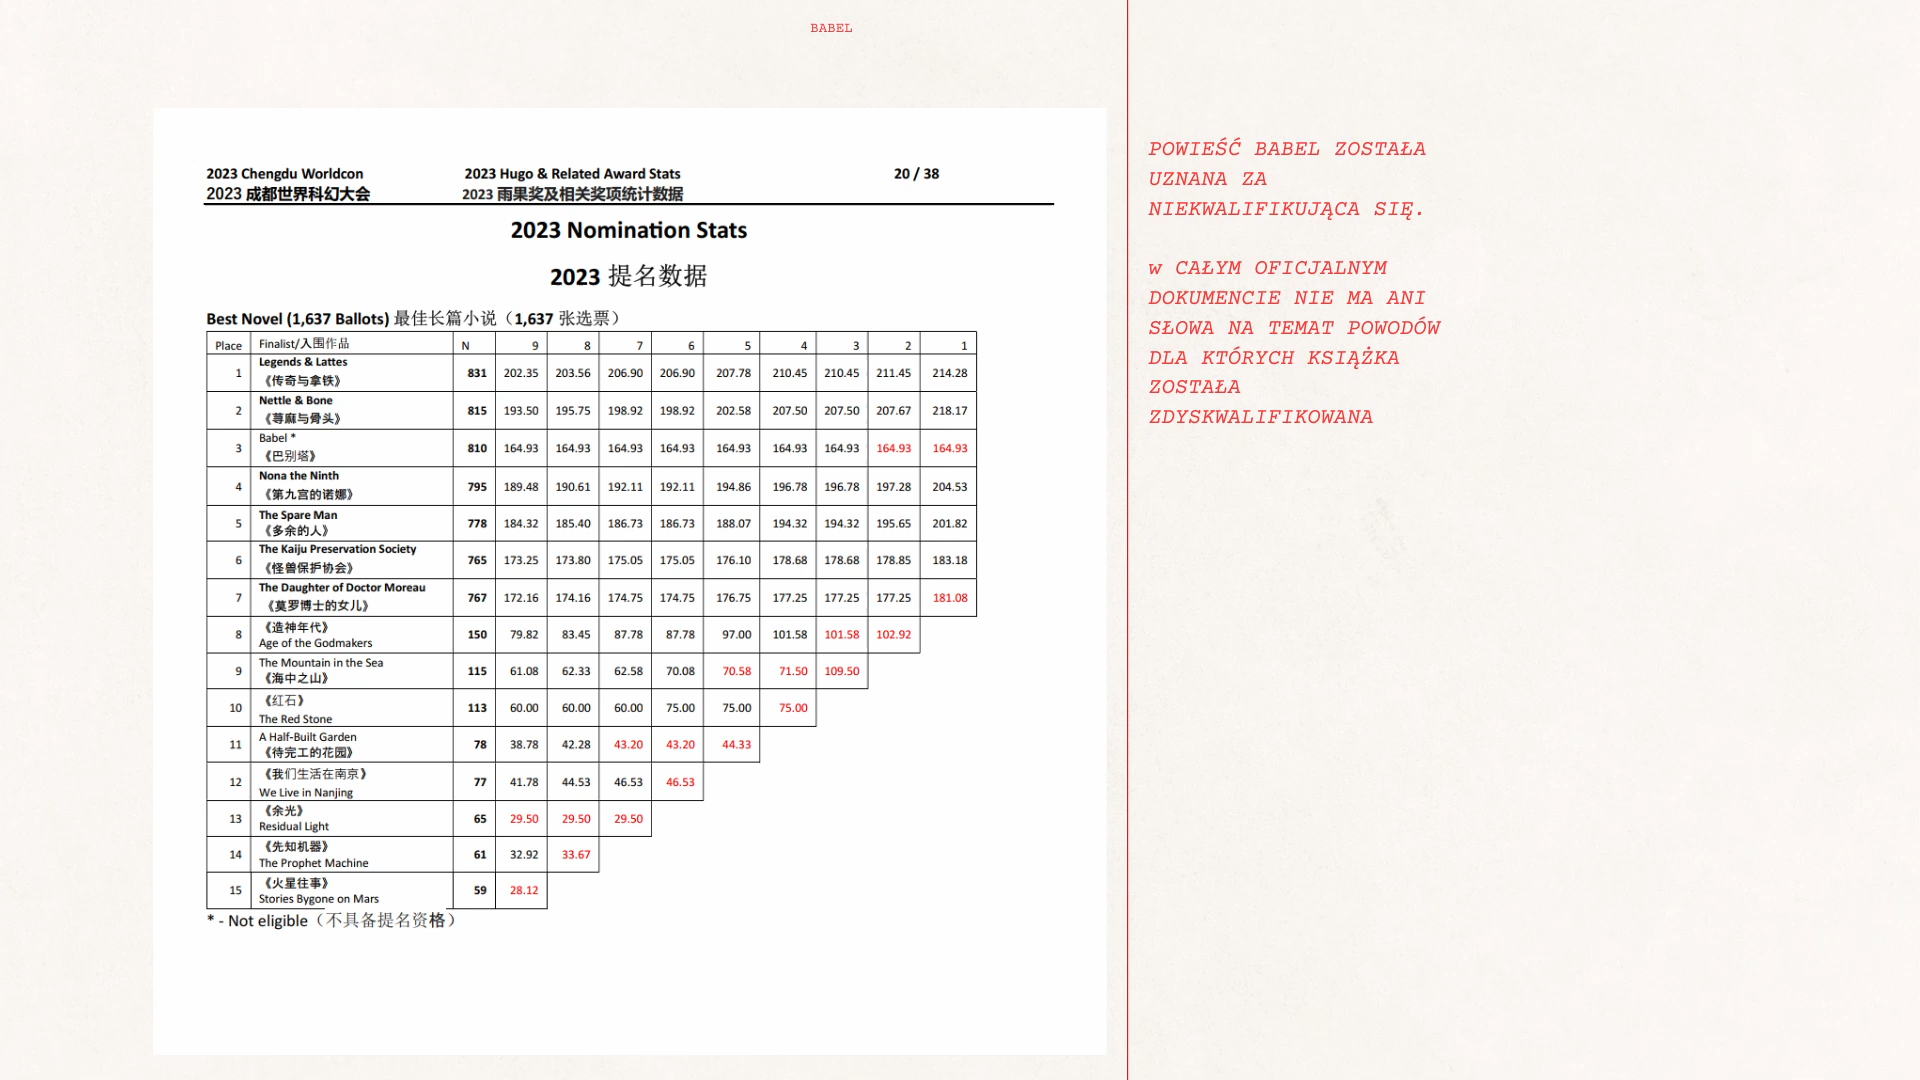 BABEL
2023 Chengdu Worldcon 2023 Hugo & Related Award Stats 20 / 38
2023 成都世界科幻大会 2023 雨果奖及相关奖项统计数据
2023 Nomination Stats
2023 提名数据
Best Novel (1,637 Ballots) 最佳长篇小说（1,637 张选票）
Place Finalist/入围作品 N 9 8 7 6 5 4 3 2 1
1 Legends & Lattes 831 202.35 203.56 206.90 206.90 207.78 210.45 210.45 211.45 214.28
《传奇与拿铁》
2 Nettle & Bone 815 193.50 195.75 198.92 198.92 202.58 207.50 207.50 207.67 218.17
《荨麻与骨头》
3 Babel * 810 164.93 164.93 164.93 164.93 164.93 164.93 164.93 164.93 164.93
《巴别塔》
4 Nona the Ninth 795 189.48 190.61 192.11 192.11 194.86 196.78 196.78 197.28 204.53
《第九宫的诺娜》
5 The Spare Man 778 184.32 185.40 186.73 186.73 188.07 194.32 194.32 195.65 201.82
《多余的人》
6 The Kaiju Preservation Society 765 173.25 173.80 175.05 175.05 176.10 178.68 178.68 178.85 183.18
《怪兽保护协会》
7 The Daughter of Doctor Moreau 767 172.16 174.16 174.75 174.75 176.75 177.25 177.25 177.25 181.08
《莫罗博士的女儿》
8 《造神年代》 150 79.82 83.45 87.78 87.78 97.00 101.58 101.58 102.92
Age of the Godmakers
9 The Mountain in the Sea 115 61.08 62.33 62.58 70.08 70.58 71.50 109.50
《海中之山》
10 《红石》 113 60.00 60.00 60.00 75.00 75.00 75.00
The Red Stone
11 A Half-Built Garden 78 38.78 42.28 43.20 43.20 44.33
《待完工的花园》
12 《我们生活在南京》 77 41.78 44.53 46.53 46.53
We Live in Nanjing
13 《余光》 65 29.50 29.50 29.50
Residual Light
14 《先知机器》 61 32.92 33.67
The Prophet Machine
15 《火星往事》 59 28.12
Stories Bygone on Mars
* - Not eligible（不具备提名资格）
POWIEŚĆ BABEL ZOSTAŁA
UZNANA ZA
NIEKWALIFIKUJĄCA SIĘ.
w CAŁYM OFICJALNYM
DOKUMENCIE NIE MA ANI
SŁOWA NA TEMAT POWODÓW
DLA KTÓRYCH KSIĄŻKA
ZOSTAŁA
ZDYSKWALIFIKOWANA